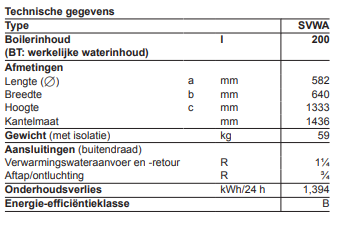 Technische gegevens
Type SVWA
Boilerinhoud l 200
(BT: werkelijke waterinhoud)
Afmetingen
Lengte (∅) a mm 582
Breedte b mm 640
Hoogte c mm 1333
Kantelmaat mm 1436
Gewicht (met isolatie) kg 59
Aansluitingen (buitendraad)
Verwarmingswateraanvoer en -retour R 1¼
Aftap/ontluchting R ¾
Onderhoudsverlies kWh/24 h 1,394
Energie-efficiëntieklasse B